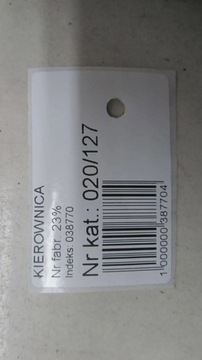 KIEROWNICA
Nr fabr. 23%
Indeks: 038770
Nr kat.: 020/127
1000000387704